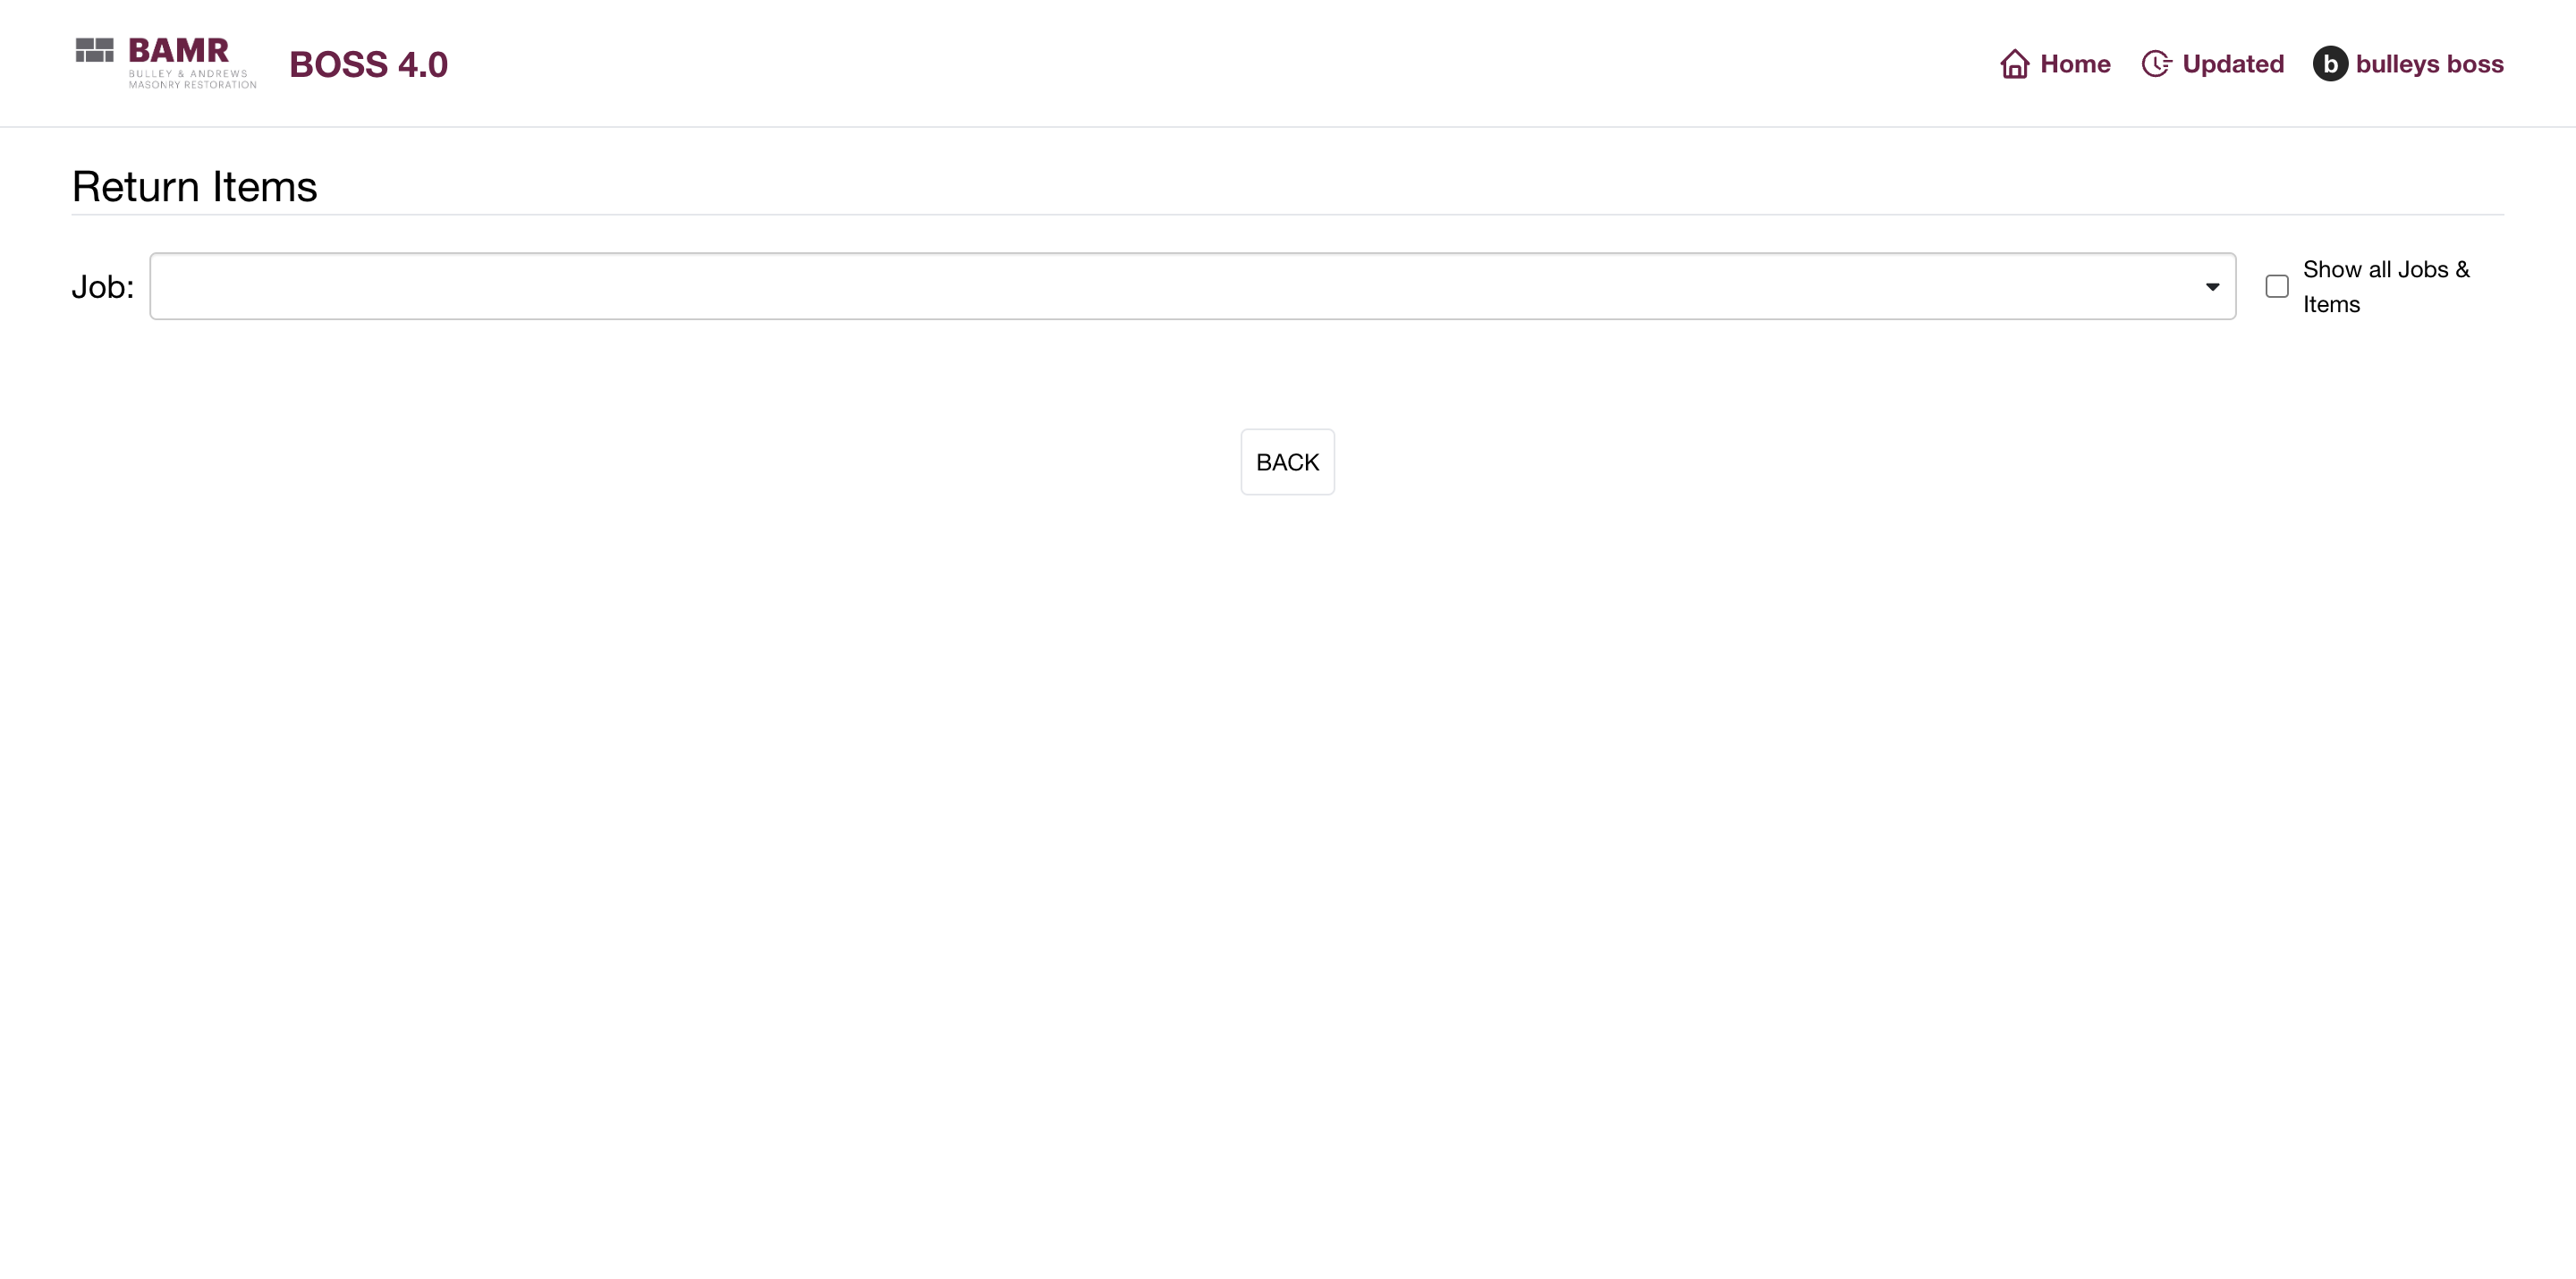 BAMR
BULLEY & ANDREWS
MASONRY RESTORATION
BOSS 4.0
Home
Updated
b bulleys boss
Return Items
Job:
Show all Jobs &
Items
BACK